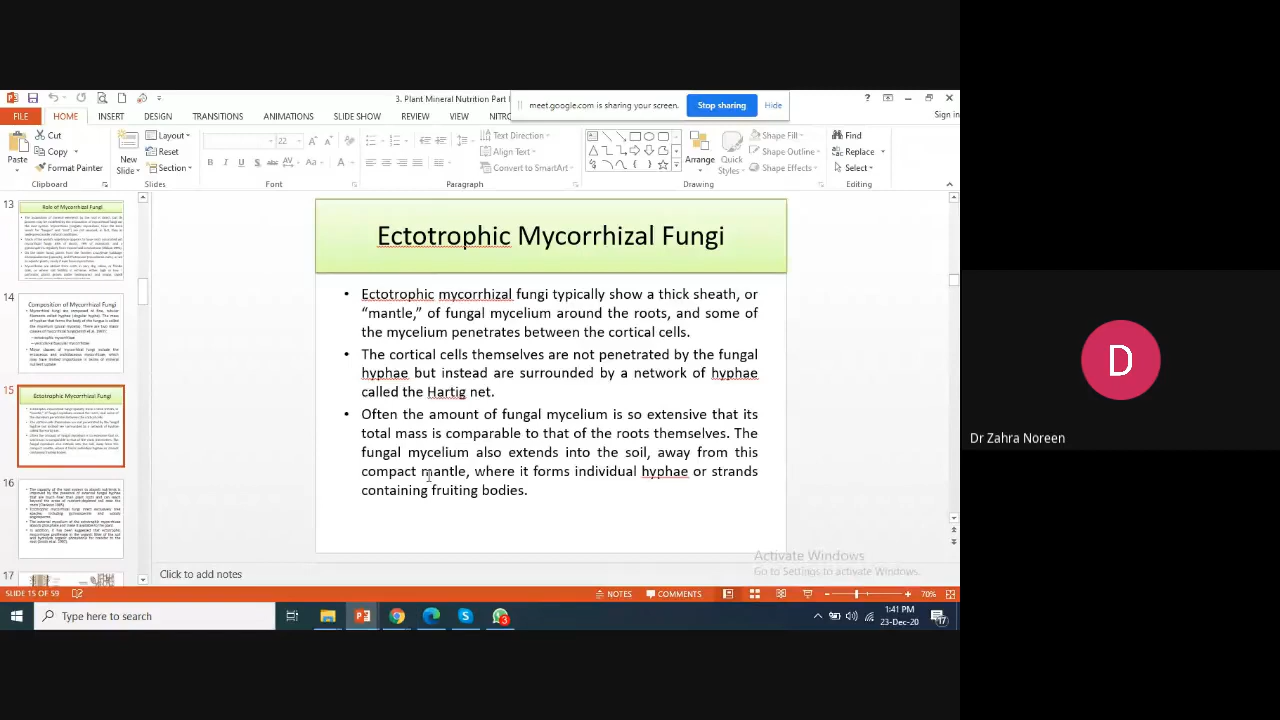 3. Plant Mineral Nutrition Part I
meet.google.com is sharing your screen.
Stop sharing
Hide
?
Sign in
FILE
HOME
INSERT
DESIGN
TRANSITIONS
ANIMATIONS
SLIDE SHOW
REVIEW
VIEW
NITRO
Paste
Cut
Copy
Format Painter
Clipboard
New
Slide
Layout
Reset
Section
Slides
22
B I U S abc AV Aa A
Font
Text Direction
Align Text
Convert to SmartArt
Paragraph
Arrange
Quick
Styles
Shape Fill
Shape Outline
Shape Effects
Drawing
Find
Replace
Select
Editing
13
Role of Mycorrhizal Fungi
14
Composition of Mycorrhizal Fungi
15
Ectotrophic Mycorrhizal Fungi
16
17
Ectotrophic Mycorrhizal Fungi
• Ectotrophic mycorrhizal fungi typically show a thick sheath, or
“mantle,” of fungal mycelium around the roots, and some of
the mycelium penetrates between the cortical cells.
• The cortical cells themselves are not penetrated by the fungal
hyphae but instead are surrounded by a network of hyphae
called the Hartig net.
• Often the amount of fungal mycelium is so extensive that its
total mass is comparable to that of the roots themselves. The
fungal mycelium also extends into the soil, away from this
compact mantle, where it forms individual hyphae or strands
containing fruiting bodies.
Activate Windows
Go to Settings to activate Windows.
Click to add notes
SLIDE 15 OF 59
NOTES
COMMENTS
70%
Type here to search
3
1:41 PM
23-Dec-20
17
D
Dr Zahra Noreen